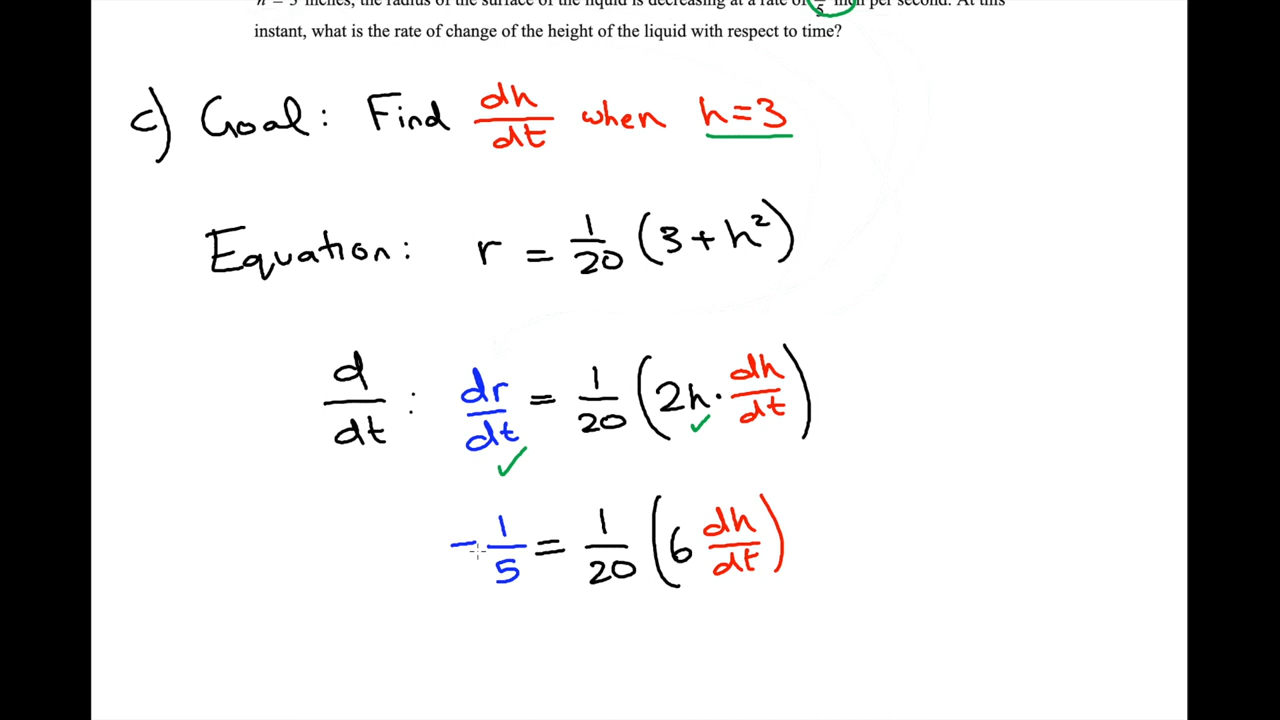 h = 3 inches, the radius of the surface of the liquid is decreasing at a rate of 1/5 inch per second. At this
instant, what is the rate of change of the height of the liquid with respect to time?
c) Goal: Find dh/dt when h=3
Equation: r = 1/20 (3+h²)
d/dt : dr/dt = 1/20 (2h · dh/dt)
-1/5 = 1/20 (6 dh/dt)